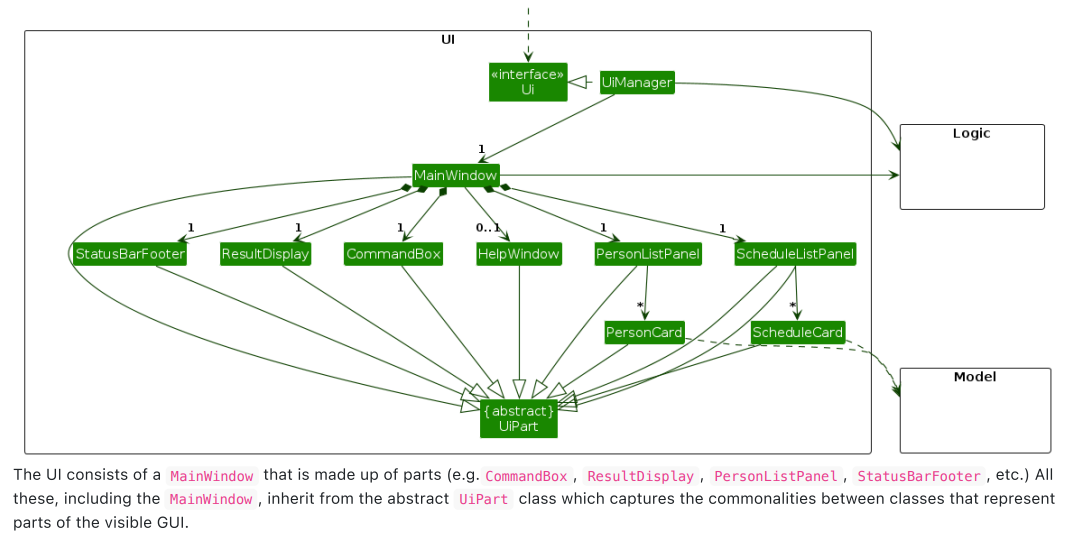 UI
«interface»
Ui
UiManager
Logic
1
MainWindow
1
1
1
0..1
1
1
StatusBarFooter
ResultDisplay
CommandBox
HelpWindow
PersonListPanel
ScheduleListPanel
*
*
PersonCard
ScheduleCard
Model
{abstract}
UiPart
The UI consists of a MainWindow that is made up of parts (e.g. CommandBox , ResultDisplay , PersonListPanel , StatusBarFooter , etc.) All
these, including the MainWindow , inherit from the abstract UiPart class which captures the commonalities between classes that represent
parts of the visible GUI.